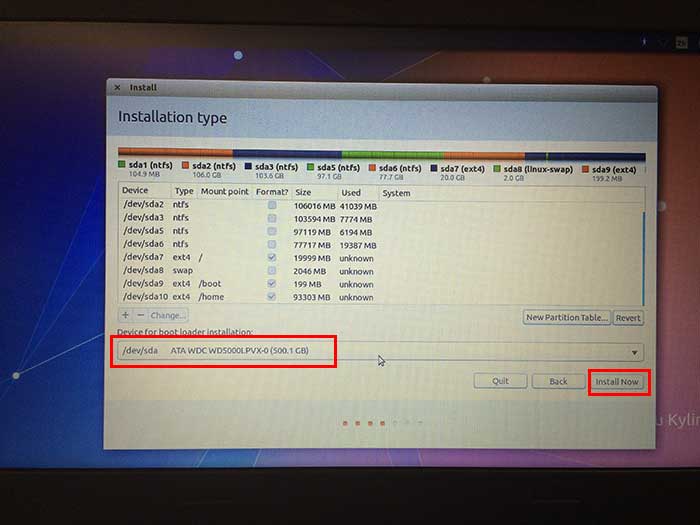 Install
Installation type
sda1 (ntfs) sda2 (ntfs) sda3 (ntfs) sda5 (ntfs) sda6 (ntfs) sda7 (ext4) sda8 (linux-swap) sda9 (ext4)
104.9 MB 106.0 GB 103.6 GB 97.1 GB 77.7 GB 20.0 GB 2.0 GB 199.2 MB
Device Type Mount point Format? Size Used System
/dev/sda2 ntfs 106016 MB 41039 MB
/dev/sda3 ntfs 103594 MB 7774 MB
/dev/sda5 ntfs 97119 MB 6194 MB
/dev/sda6 ntfs 77717 MB 19387 MB
/dev/sda7 ext4 / 19999 MB unknown
/dev/sda8 swap 2046 MB unknown
/dev/sda9 ext4 /boot 199 MB unknown
/dev/sda10 ext4 /home 93303 MB unknown
+ − Change... New Partition Table... Revert
Device for boot loader installation:
/dev/sda ATA WDC WD5000LPVX-0 (500.1 GB)
Quit Back Install Now
u Kylin